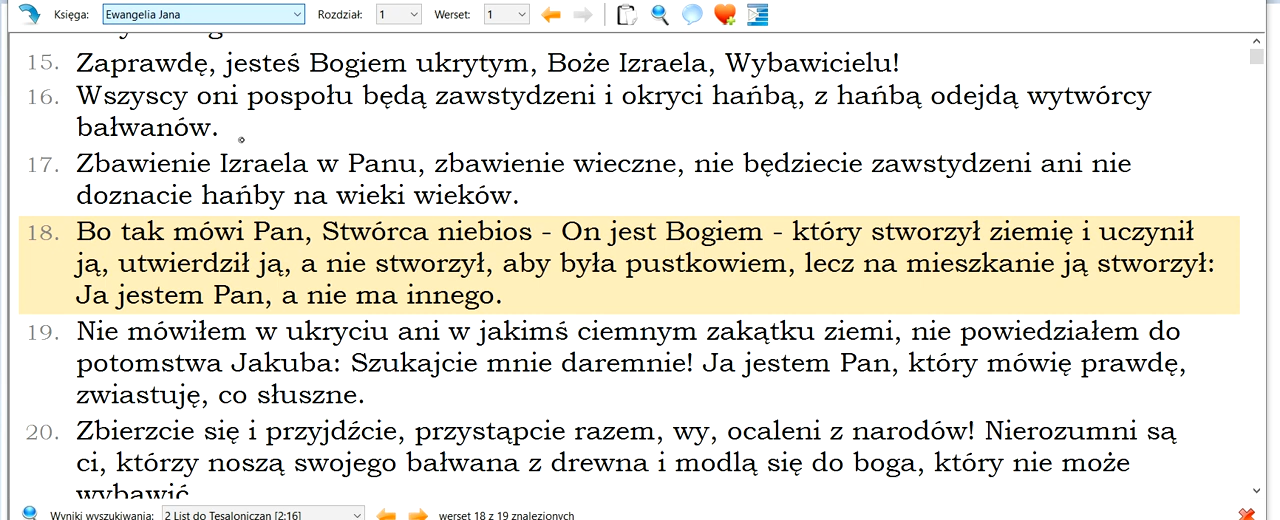 Księga: Ewangelia Jana Rozdział: 1 Werset: 1
15. Zaprawdę, jesteś Bogiem ukrytym, Boże Izraela, Wybawicielu!
16. Wszyscy oni pospołu będą zawstydzeni i okryci hańbą, z hańbą odejdą wytwórcy
bałwanów.
17. Zbawienie Izraela w Panu, zbawienie wieczne, nie będziecie zawstydzeni ani nie
doznacie hańby na wieki wieków.
18. Bo tak mówi Pan, Stwórca niebios - On jest Bogiem - który stworzył ziemię i uczynił
ją, utwierdził ją, a nie stworzył, aby była pustkowiem, lecz na mieszkanie ją stworzył:
Ja jestem Pan, a nie ma innego.
19. Nie mówiłem w ukryciu ani w jakimś ciemnym zakątku ziemi, nie powiedziałem do
potomstwa Jakuba: Szukajcie mnie daremnie! Ja jestem Pan, który mówię prawdę,
zwiastuję, co słuszne.
20. Zbierzcie się i przyjdźcie, przystąpcie razem, wy, ocaleni z narodów! Nierozumni są
ci, którzy noszą swojego bałwana z drewna i modlą się do boga, który nie może
wybawić
Wyniki wyszukiwania: 2 List do Tesaloniczan [2:16] werset 18 z 19 znalezionych